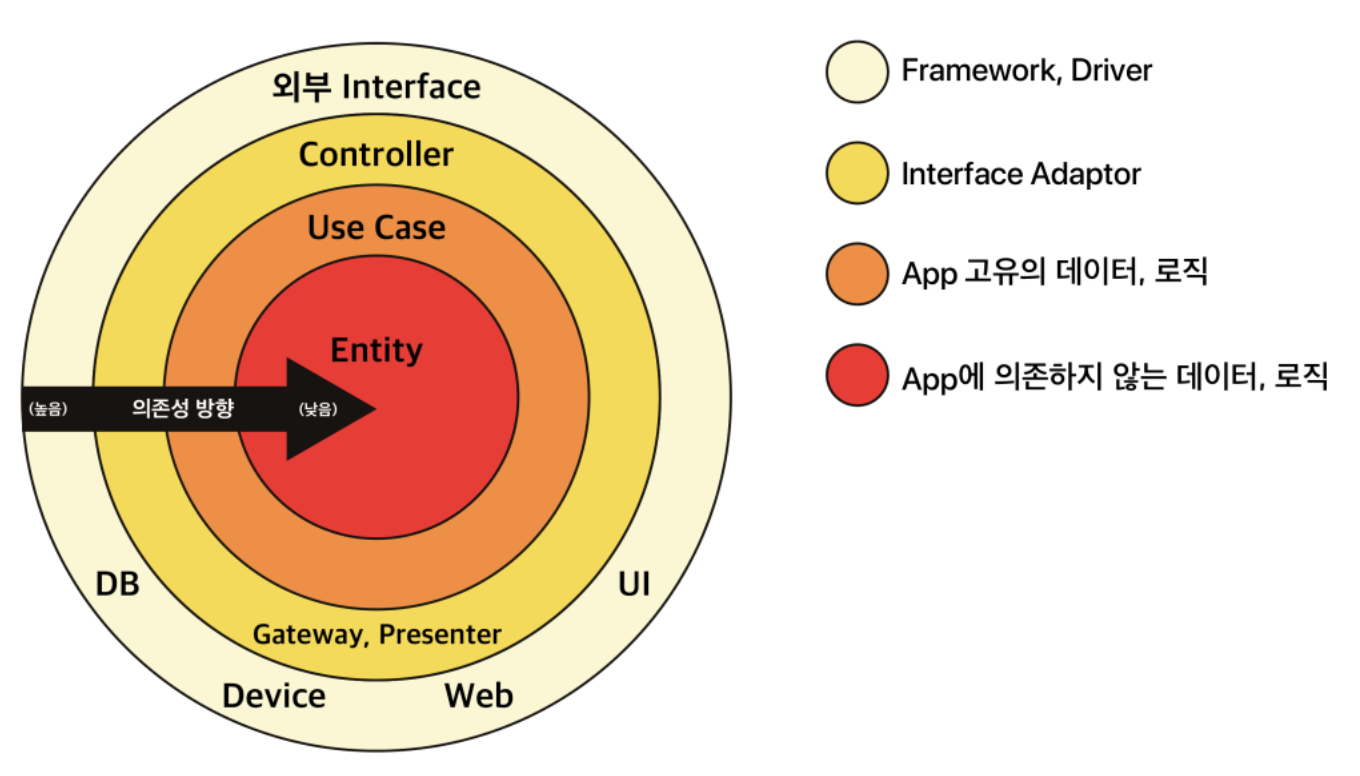 외부 Interface
Controller
Use Case
Entity
(높음) 의존성 방향 (낮음)
DB
UI
Gateway, Presenter
Device
Web
Framework, Driver
Interface Adaptor
App 고유의 데이터, 로직
App에 의존하지 않는 데이터, 로직